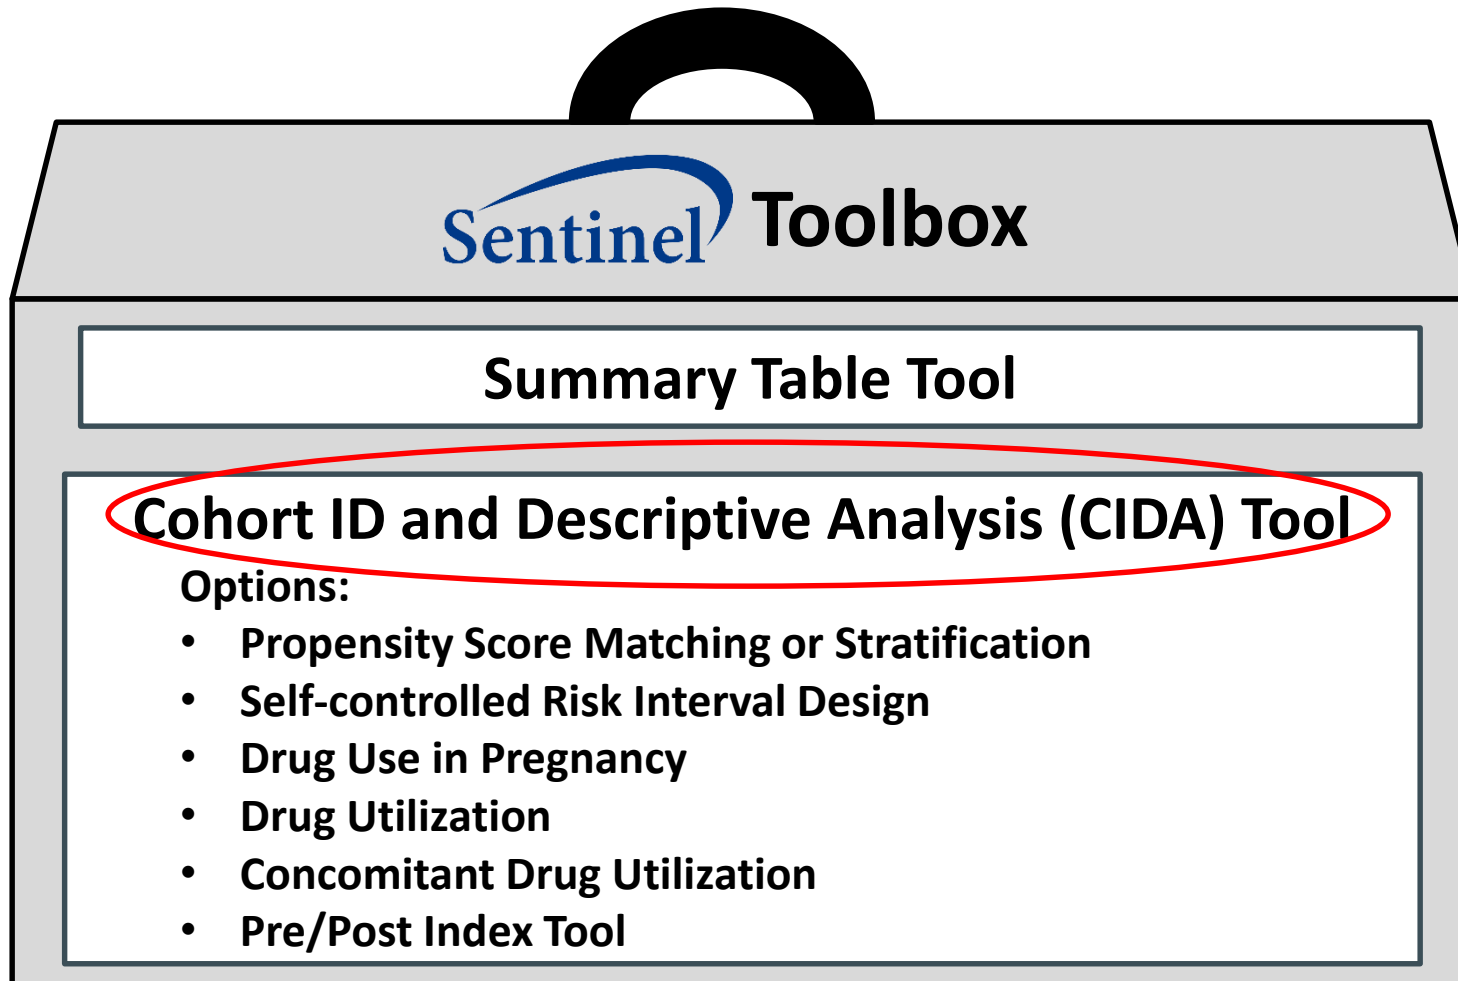 Sentinel Toolbox
Summary Table Tool
Cohort ID and Descriptive Analysis (CIDA) Tool
Options:
• Propensity Score Matching or Stratification
• Self-controlled Risk Interval Design
• Drug Use in Pregnancy
• Drug Utilization
• Concomitant Drug Utilization
• Pre/Post Index Tool